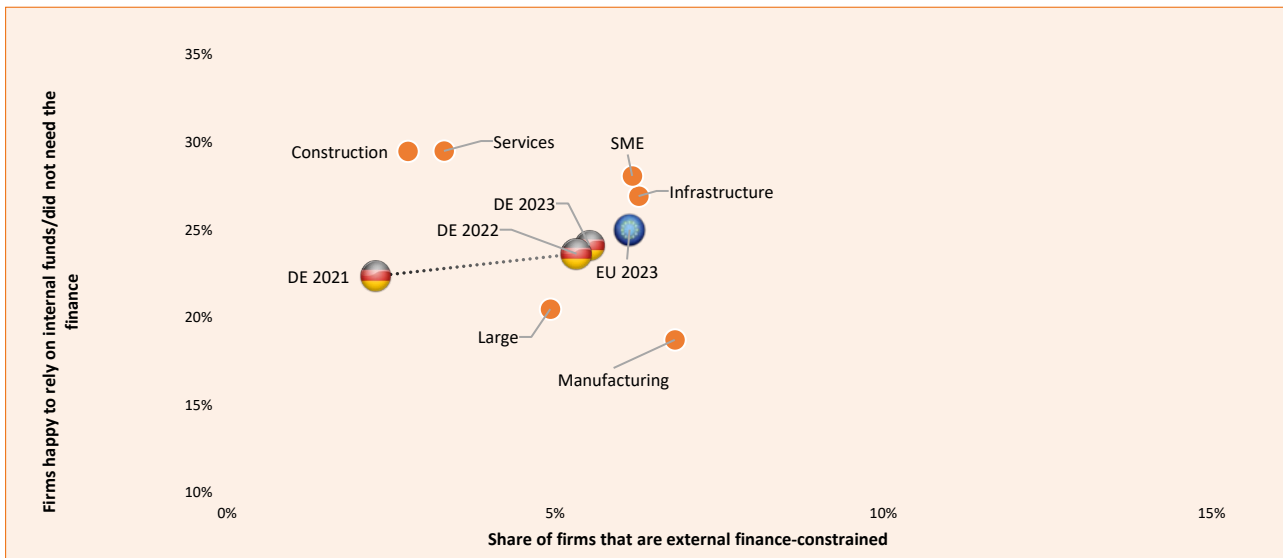 Firms happy to rely on internal funds/did not need the
finance
35%
30%
25%
20%
15%
10%
Construction
Services
SME
Infrastructure
DE 2023
DE 2022
DE 2021
EU 2023
Large
Manufacturing
0%
5%
10%
15%
Share of firms that are external finance-constrained